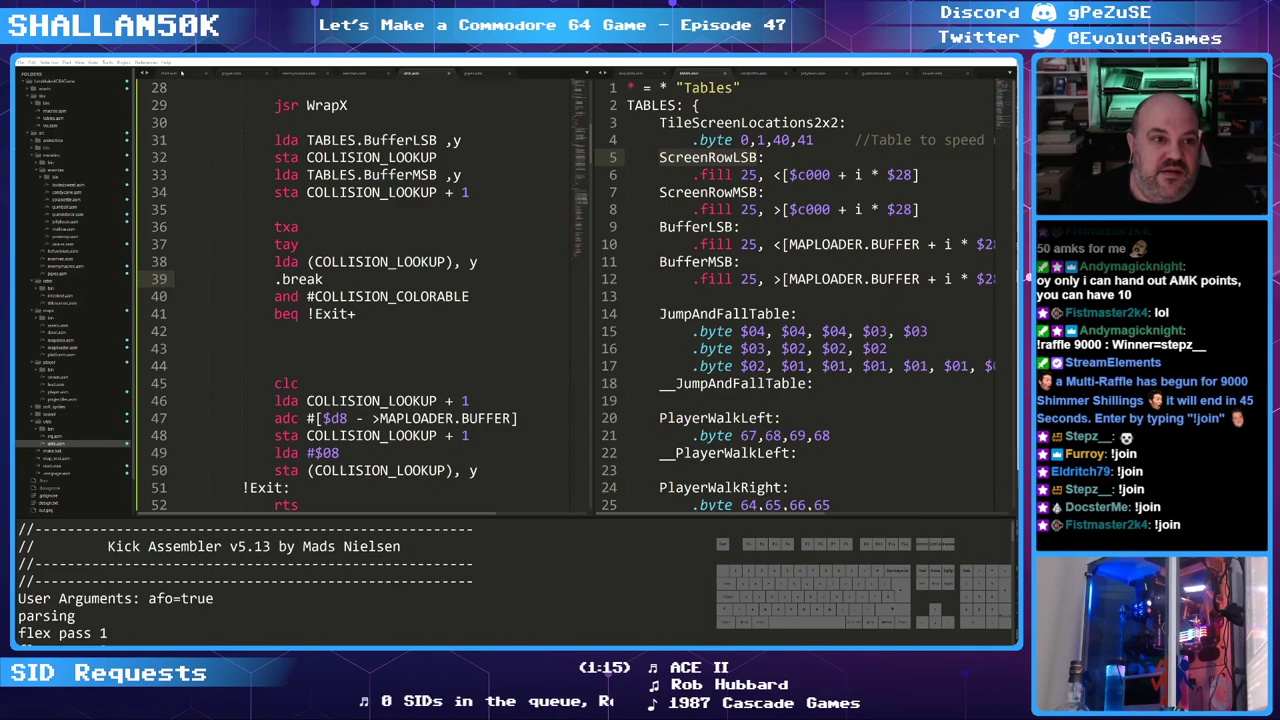 SHALLAN50K
Let's Make a Commodore 64 Game - Episode 47
Discord gPeZuSE
Twitter @EvoluteGames
FOLDERS
28
29 jsr WrapX
30
31 lda TABLES.BufferLSB ,y
32 sta COLLISION_LOOKUP
33 lda TABLES.BufferMSB ,y
34 sta COLLISION_LOOKUP + 1
35
36 txa
37 tay
38 lda (COLLISION_LOOKUP), y
39 .break
40 and #COLLISION_COLORABLE
41 beq !Exit+
42
43
44
45 clc
46 lda COLLISION_LOOKUP + 1
47 adc #[$d8 - >MAPLOADER.BUFFER]
48 sta COLLISION_LOOKUP + 1
49 lda #$08
50 sta (COLLISION_LOOKUP), y
51 !Exit:
52 rts
1 * = * "Tables"
2 TABLES: {
3 TileScreenLocations2x2:
4 .byte 0,1,40,41 //Table to speed
5 ScreenRowLSB:
6 .fill 25, <[$c000 + i * $28]
7 ScreenRowMSB:
8 .fill 25, >[$c000 + i * $28]
9 BufferLSB:
10 .fill 25, <[MAPLOADER.BUFFER + i * $28
11 BufferMSB:
12 .fill 25, >[MAPLOADER.BUFFER + i * $28
13
14 JumpAndFallTable:
15 .byte $04, $04, $04, $03, $03
16 .byte $03, $02, $02, $02
17 .byte $02, $01, $01, $01, $01,
18 __JumpAndFallTable:
19
20 PlayerWalkLeft:
21 .byte 67,68,69,68
22 __PlayerWalkLeft:
23
24 PlayerWalkRight:
25 .byte 64,65,66,65
//------------------------------------------------------
// Kick Assembler v5.13 by Mads Nielsen
//------------------------------------------------------
//------------------------------------------------------
User Arguments: afo=true
parsing
flex pass 1
50 amks for me
Andymagicknight:
oy only i can hand out AMK points,
you can have 10
Fistmaster2k4: lol
Andymagicknight:
!raffle 9000 : Winner=stepz__
StreamElements
a Multi-Raffle has begun for 9000
Shimmer Shillings it will end in 45
Seconds. Enter by typing "!join"
Stepz__:
Furroy: !join
Eldritch79: !join
Stepz__: !join
DocsterMe: !join
Fistmaster2k4: !join
SID Requests
♬ 0 SIDs in the queue,
(1:15) ♬ ACE II
♫ Rob Hubbard
♪ 1987 Cascade Games